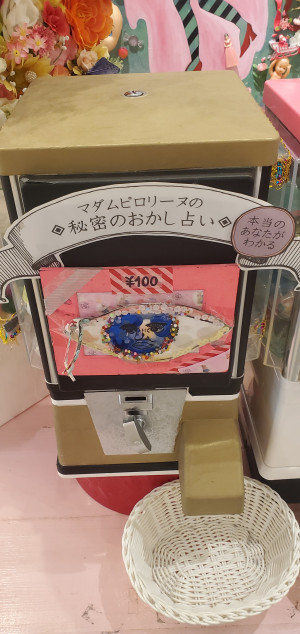 マダムピロリーヌの
秘密のおかし占い
本当の
あなたが
わかる
¥100